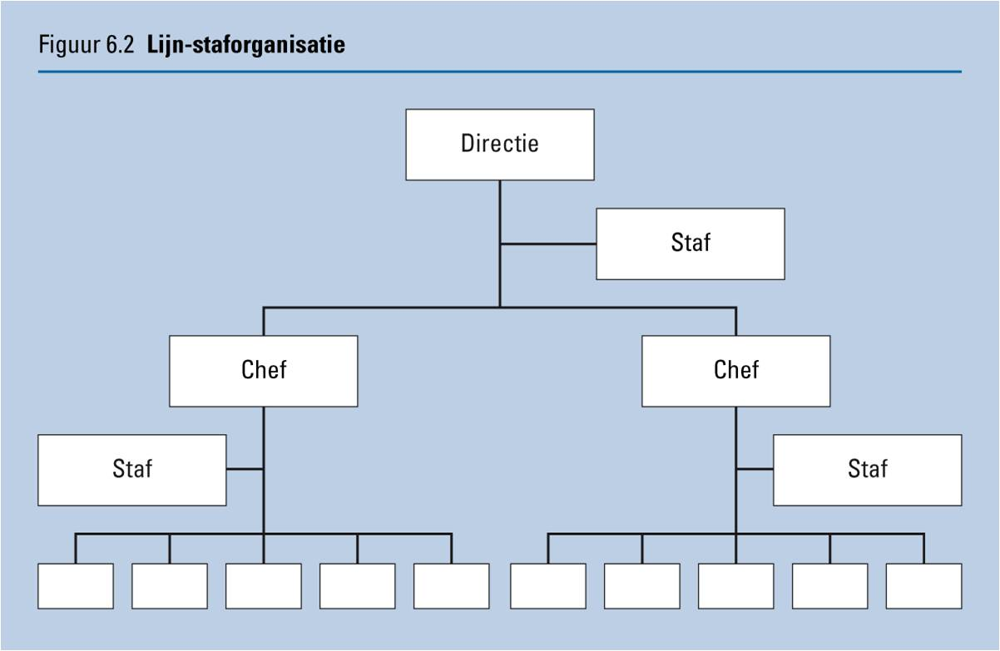 Figuur 6.2 Lijn-staforganisatie
Directie
Staf
Chef
Chef
Staf
Staf